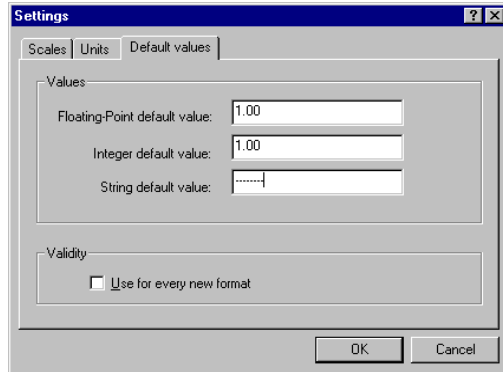 Settings
Scales Units Default values
Values
Floating-Point default value: 1.00
Integer default value: 1.00
String default value: -------
Validity
Use for every new format
OK Cancel